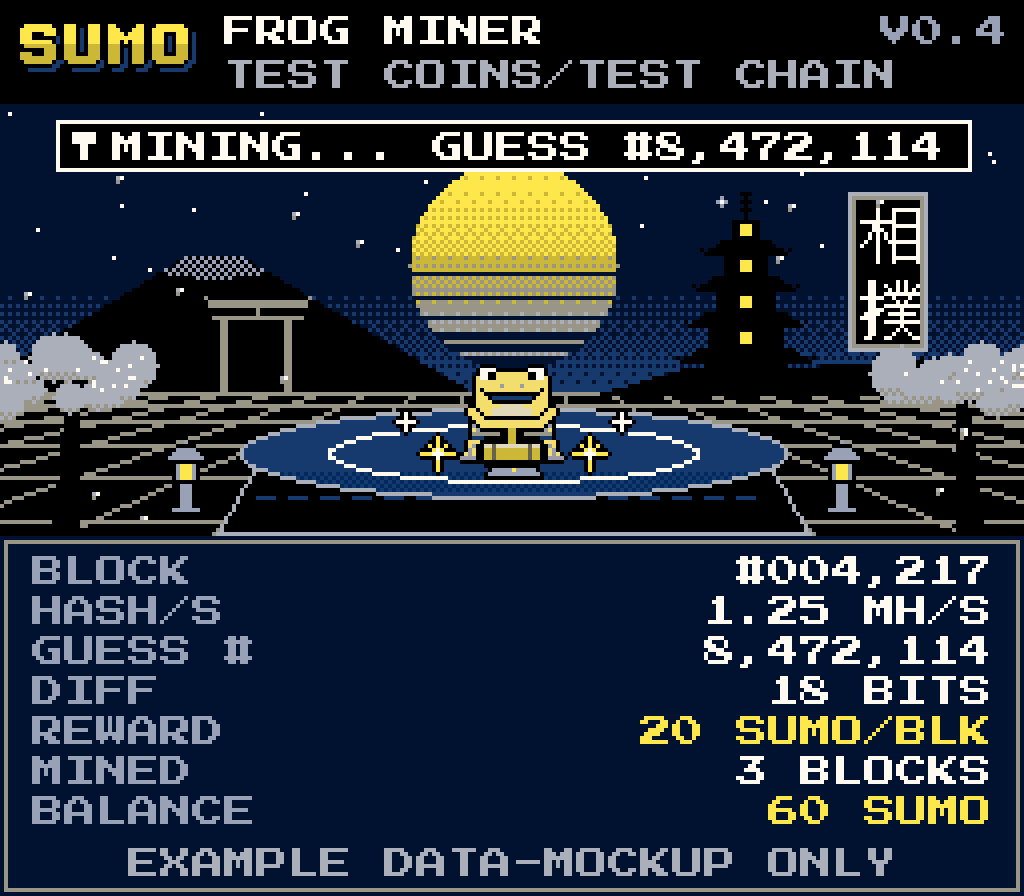 SUMO FROG MINER V0.4
TEST COINS/TEST CHAIN
MINING... GUESS #8,472,114
相
撲
BLOCK #004,217
HASH/S 1.25 MH/S
GUESS # 8,472,114
DIFF 18 BITS
REWARD 20 SUMO/BLK
MINED 3 BLOCKS
BALANCE 60 SUMO
EXAMPLE DATA-MOCKUP ONLY